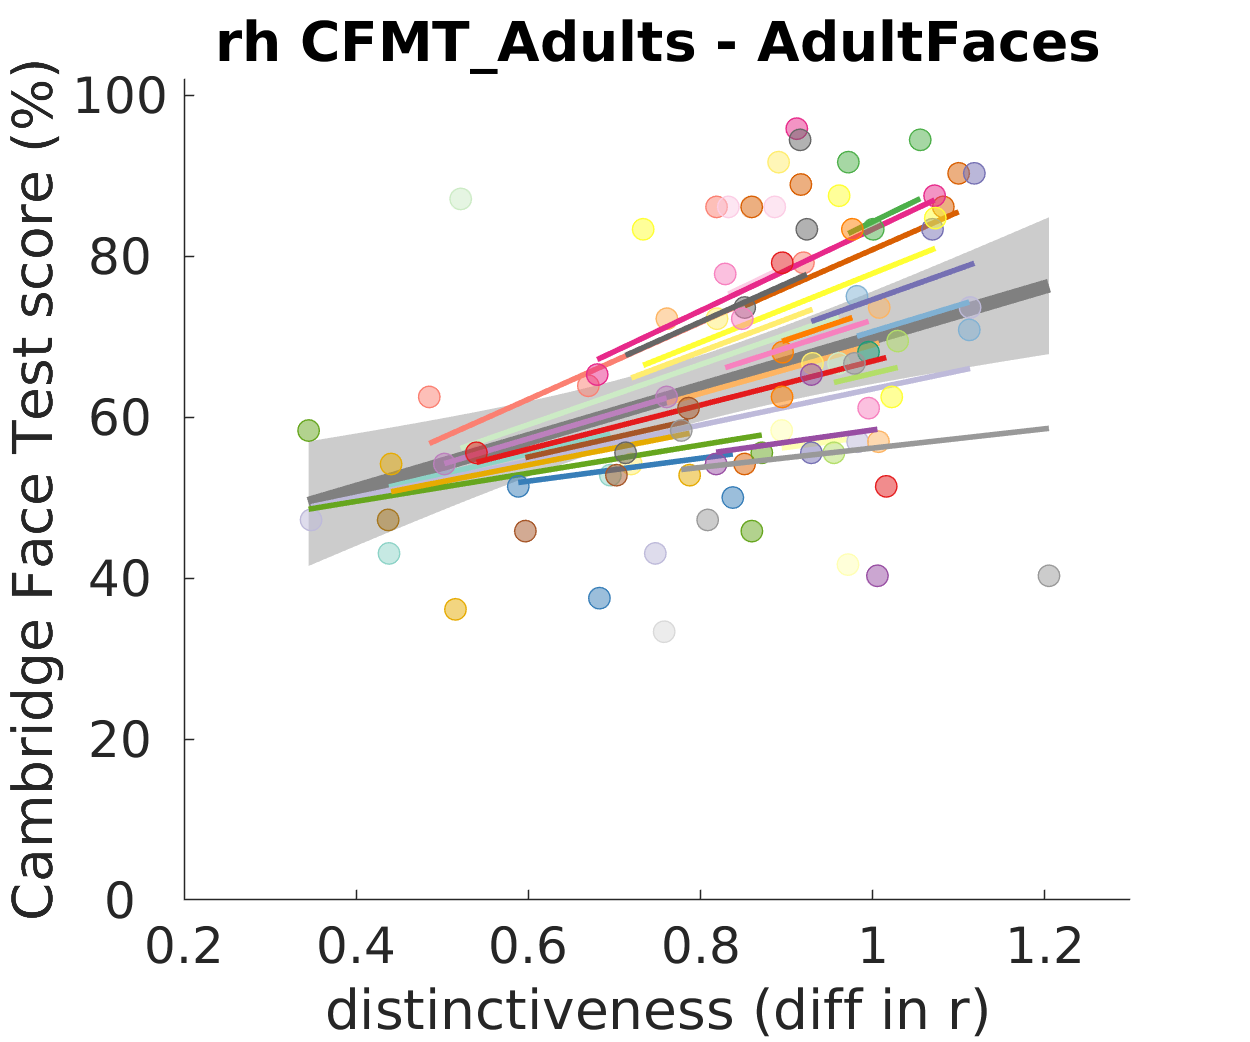 rh CFMT_Adults - AdultFaces
Cambridge Face Test score (%)
100
80
60
40
20
0
0.2 0.4 0.6 0.8 1 1.2
distinctiveness (diff in r)